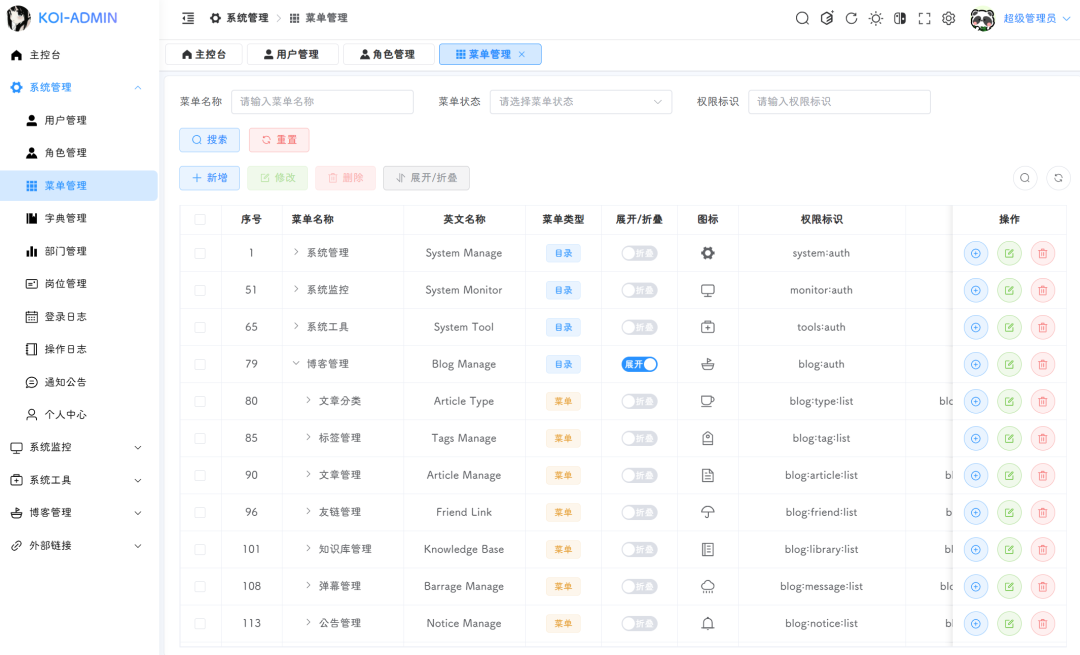 KOI-ADMIN
系统管理 菜单管理
超级管理员
主控台 用户管理 角色管理 菜单管理
主控台
系统管理
用户管理
角色管理
菜单管理
字典管理
部门管理
岗位管理
登录日志
操作日志
通知公告
个人中心
系统监控
系统工具
博客管理
外部链接
菜单名称 请输入菜单名称 菜单状态 请选择菜单状态 权限标识 请输入权限标识
搜索 重置
新增 修改 删除 展开/折叠
序号 菜单名称 英文名称 菜单类型 展开/折叠 图标 权限标识 操作
1 系统管理 System Manage 目录 折叠 system:auth
51 系统监控 System Monitor 目录 折叠 monitor:auth
65 系统工具 System Tool 目录 折叠 tools:auth
79 博客管理 Blog Manage 目录 展开 blog:auth
80 文章分类 Article Type 菜单 折叠 blog:type:list blo
85 标签管理 Tags Manage 菜单 折叠 blog:tag:list
90 文章管理 Article Manage 菜单 折叠 blog:article:list bl
96 友链管理 Friend Link 菜单 折叠 blog:friend:list b
101 知识库管理 Knowledge Base 菜单 折叠 blog:library:list bl
108 弹幕管理 Barrage Manage 菜单 折叠 blog:message:list blo
113 公告管理 Notice Manage 菜单 折叠 blog:notice:list bl